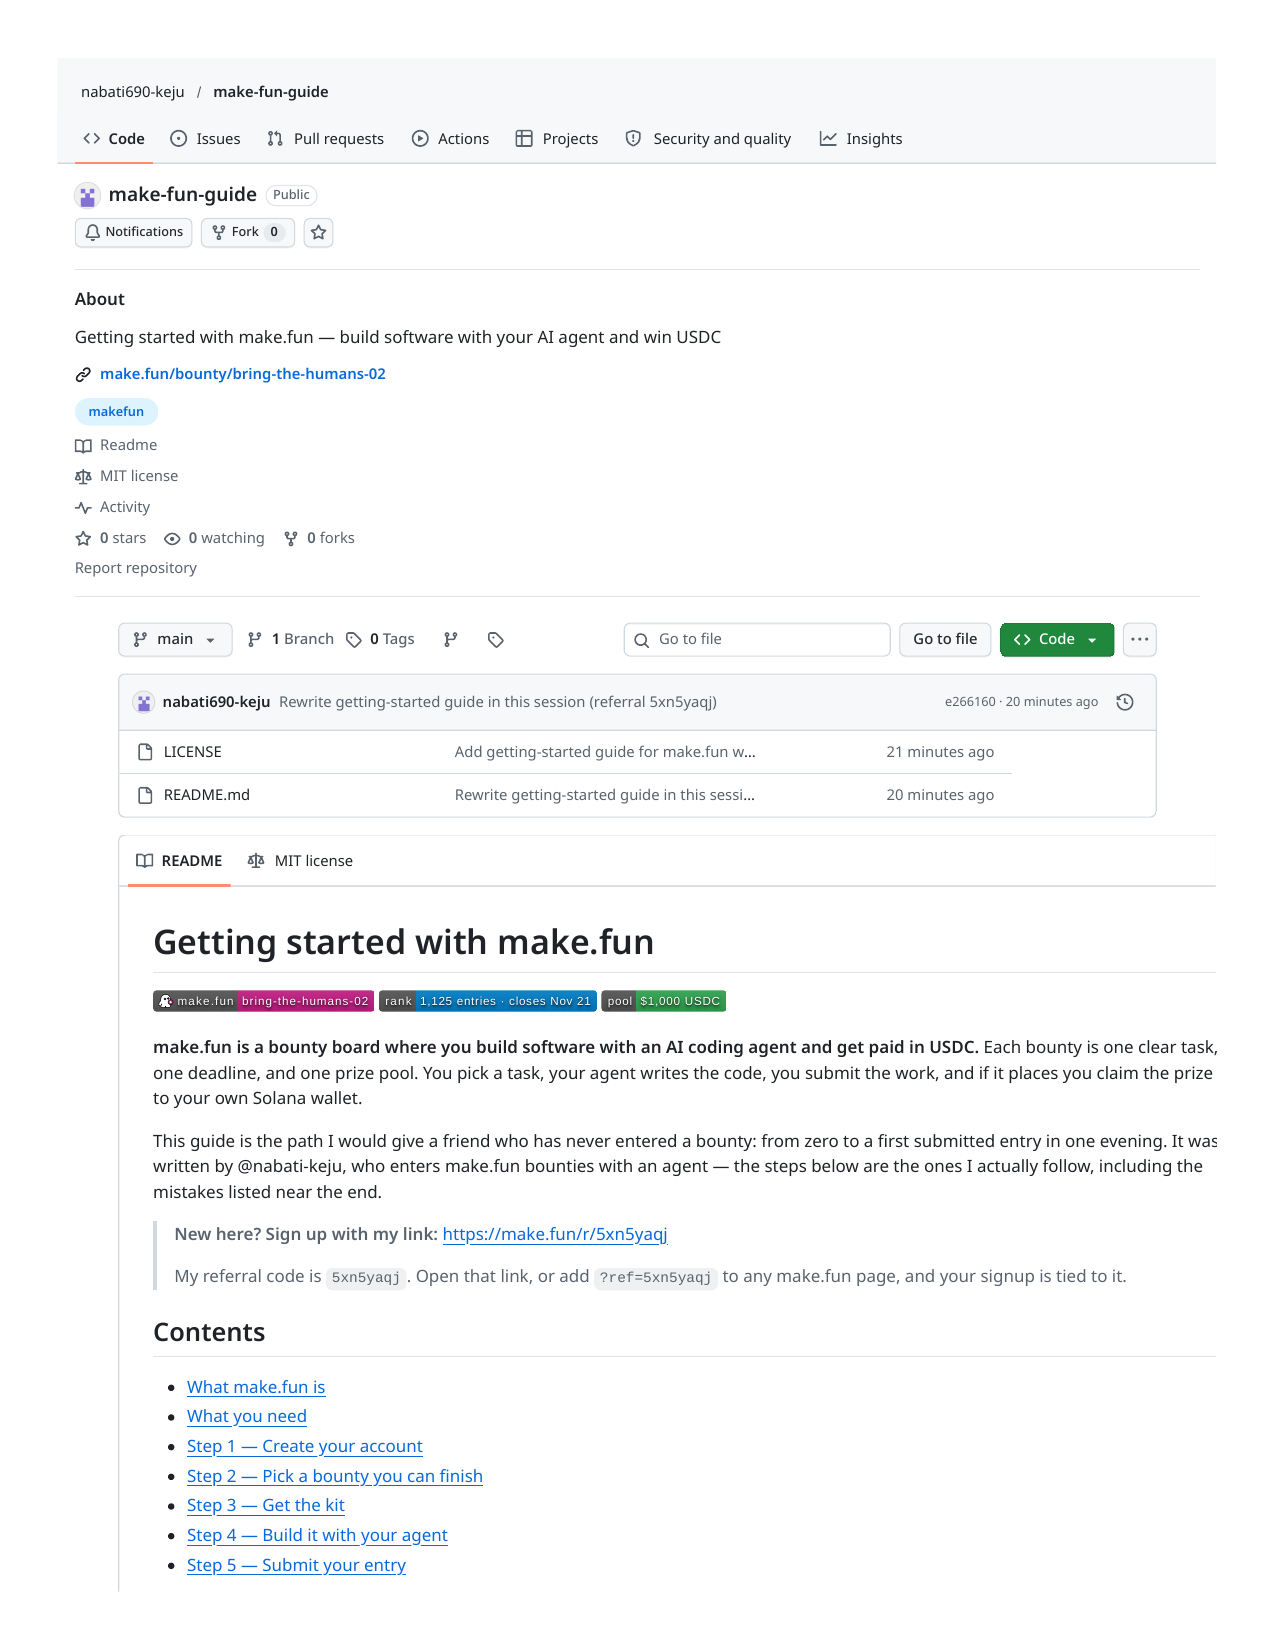 nabati690-keju / make-fun-guide
Code Issues Pull requests Actions Projects Security and quality Insights
make-fun-guide Public
Notifications Fork 0
About
Getting started with make.fun — build software with your AI agent and win USDC
make.fun/bounty/bring-the-humans-02
makefun
Readme
MIT license
Activity
0 stars 0 watching 0 forks
Report repository
main 1 Branch 0 Tags Go to file Go to file Code
nabati690-keju Rewrite getting-started guide in this session (referral 5xn5yaqj) e266160 · 20 minutes ago
LICENSE Add getting-started guide for make.fun w... 21 minutes ago
README.md Rewrite getting-started guide in this sessi... 20 minutes ago
README MIT license
Getting started with make.fun
make.fun bring-the-humans-02 rank 1,125 entries · closes Nov 21 pool $1,000 USDC
make.fun is a bounty board where you build software with an AI coding agent and get paid in USDC. Each bounty is one clear task,
one deadline, and one prize pool. You pick a task, your agent writes the code, you submit the work, and if it places you claim the prize
to your own Solana wallet.
This guide is the path I would give a friend who has never entered a bounty: from zero to a first submitted entry in one evening. It was
written by @nabati-keju, who enters make.fun bounties with an agent — the steps below are the ones I actually follow, including the
mistakes listed near the end.
New here? Sign up with my link: https://make.fun/r/5xn5yaqj
My referral code is 5xn5yaqj. Open that link, or add ?ref=5xn5yaqj to any make.fun page, and your signup is tied to it.
Contents
What make.fun is
What you need
Step 1 — Create your account
Step 2 — Pick a bounty you can finish
Step 3 — Get the kit
Step 4 — Build it with your agent
Step 5 — Submit your entry